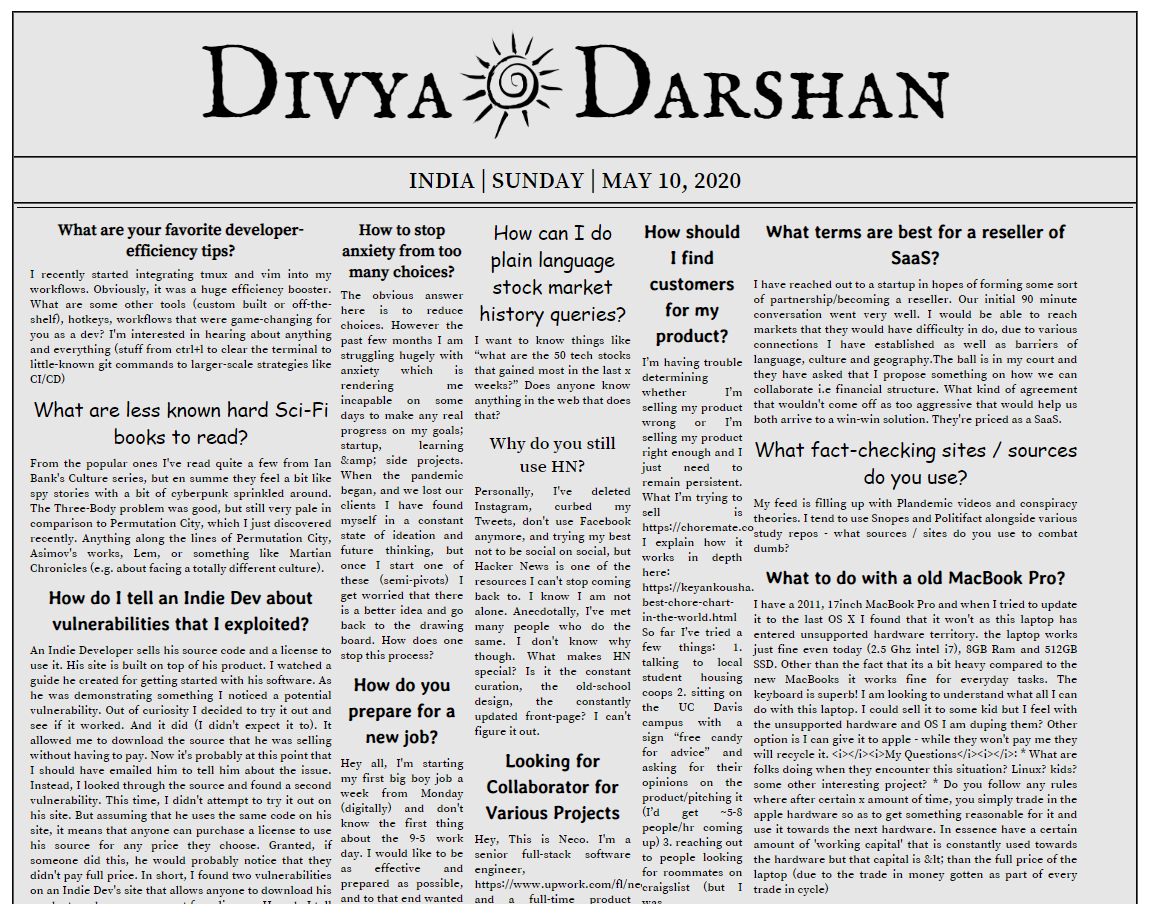 DIVYA DARSHAN
INDIA | SUNDAY | MAY 10, 2020
What are your favorite developer-
efficiency tips?
I recently started integrating tmux and vim into my
workflows. Obviously, it was a huge efficiency booster.
What are some other tools (custom built or off-the-
shelf), hotkeys, workflows that were game-changing for
you as a dev? I'm interested in hearing about anything
and everything (stuff from ctrl+l to clear the terminal to
little-known git commands to larger-scale strategies like
CI/CD)
What are less known hard Sci-Fi
books to read?
From the popular ones I've read quite a few from Ian
Bank's Culture series, but en summe they feel a bit like
spy stories with a bit of cyberpunk sprinkled around.
The Three-Body problem was good, but still very pale in
comparison to Permutation City, which I just discovered
recently. Anything along the lines of Permutation City,
Asimov's works, Lem, or something like Martian
Chronicles (e.g. about facing a totally different culture).
How do I tell an Indie Dev about
vulnerabilities that I exploited?
An Indie Developer sells his source code and a license to
use it. His site is built on top of his product. I watched a
guide he created for getting started with his software. As
he was demonstrating something I noticed a potential
vulnerability. Out of curiosity I decided to try it out and
see if it worked. And it did (I didn't expect it to). It
allowed me to download the source that he was selling
without having to pay. Now it's probably at this point that
I should have emailed him to tell him about the issue.
Instead, I looked through the source and found a second
vulnerability. This time, I didn't attempt to try it out on
his site. But assuming that he uses the same code on his
site, it means that anyone can purchase a license to use
his source for any price they choose. Granted, if
someone did this, he would probably notice that they
didn't pay full price. In short, I found two vulnerabilities
on an Indie Dev's site that allows anyone to download his
How to stop
anxiety from too
many choices?
The obvious answer
here is to reduce
choices. However the
past few months I am
struggling hugely with
anxiety which is
rendering me
incapable on some
days to make any real
progress on my goals;
startup, learning
&amp; side projects.
When the pandemic
began, and we lost our
clients I have found
myself in a constant
state of ideation and
future thinking, but
once I start one of
these (semi-pivots) I
get worried that there
is a better idea and go
back to the drawing
board. How does one
stop this process?
How do you
prepare for a
new job?
Hey all, I'm starting
my first big boy job a
week from Monday
(digitally) and don't
know the first thing
about the 9-5 work
day. I would like to be
as effective and
prepared as possible,
and to that end wanted
How can I do
plain language
stock market
history queries?
I want to know things like
“what are the 50 tech stocks
that gained most in the last x
weeks?” Does anyone know
anything in the web that does
that?
Why do you still
use HN?
Personally, I've deleted
Instagram, curbed my
Tweets, don't use Facebook
anymore, and trying my best
not to be social on social, but
Hacker News is one of the
resources I can't stop coming
back to. I know I am not
alone. Anecdotally, I've met
many people who do the
same. I don't know why
though. What makes HN
special? Is it the constant
curation, the old-school
design, the constantly
updated front-page? I can't
figure it out.
Looking for
Collaborator for
Various Projects
Hey, This is Neco. I'm a
senior full-stack software
engineer,
https://www.upwork.com/fl/ne
and a full-time product
How should
I find
customers
for my
product?
I'm having trouble
determining
whether I'm
selling my product
wrong or I'm
selling my product
right enough and I
just need to
remain persistent.
What I'm trying to
sell is
https://choremate.co
I explain how it
works in depth
here:
https://keyankousha.
best-chore-chart-
in-the-world.html
So far I've tried a
few things: 1.
talking to local
student housing
coops 2. sitting on
the UC Davis
campus with a
sign “free candy
for advice” and
asking for their
opinions on the
product/pitching it
(I'd get ~5-8
people/hr coming
up) 3. reaching out
to people looking
for roommates on
craigslist (but I
was
What terms are best for a reseller of
SaaS?
I have reached out to a startup in hopes of forming some sort
of partnership/becoming a reseller. Our initial 90 minute
conversation went very well. I would be able to reach
markets that they would have difficulty in do, due to various
connections I have established as well as barriers of
language, culture and geography.The ball is in my court and
they have asked that I propose something on how we can
collaborate i.e financial structure. What kind of agreement
that wouldn't come off as too aggressive that would help us
both arrive to a win-win solution. They're priced as a SaaS.
What fact-checking sites / sources
do you use?
My feed is filling up with Plandemic videos and conspiracy
theories. I tend to use Snopes and Politifact alongside various
study repos - what sources / sites do you use to combat
dumb?
What to do with a old MacBook Pro?
I have a 2011, 17inch MacBook Pro and when I tried to update
it to the last OS X I found that it won't as this laptop has
entered unsupported hardware territory. the laptop works
just fine even today (2.5 Ghz intel i7), 8GB Ram and 512GB
SSD. Other than the fact that its a bit heavy compared to the
new MacBooks it works fine for everyday tasks. The
keyboard is superb! I am looking to understand what all I can
do with this laptop. I could sell it to some kid but I feel with
the unsupported hardware and OS I am duping them? Other
option is I can give it to apple - while they won't pay me they
will recycle it. <i></i><i>My Questions</i><i></i>: * What are
folks doing when they encounter this situation? Linux? kids?
some other interesting project? * Do you follow any rules
where after certain x amount of time, you simply trade in the
apple hardware so as to get something reasonable for it and
use it towards the next hardware. In essence have a certain
amount of 'working capital' that is constantly used towards
the hardware but that capital is &lt; than the full price of the
laptop (due to the trade in money gotten as part of every
trade in cycle)